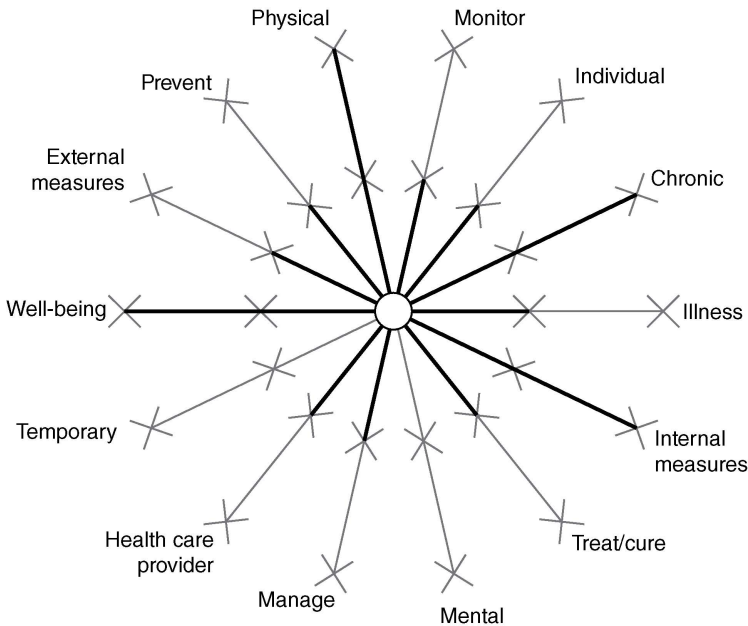 Physical
Monitor
Prevent
Individual
External
measures
Chronic
Well-being
Illness
Temporary
Internal
measures
Health care
provider
Treat/cure
Manage
Mental